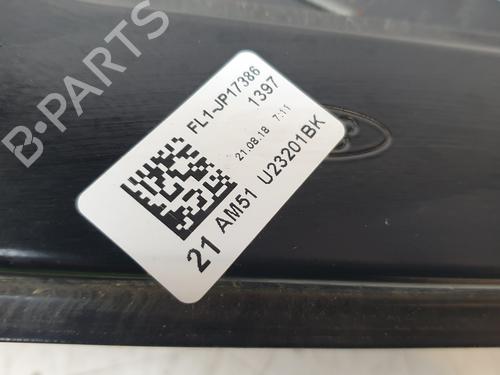 B-PARTS
FL1-JP17386
1397
21.08.18 7:11
21 AM51 U23201BK